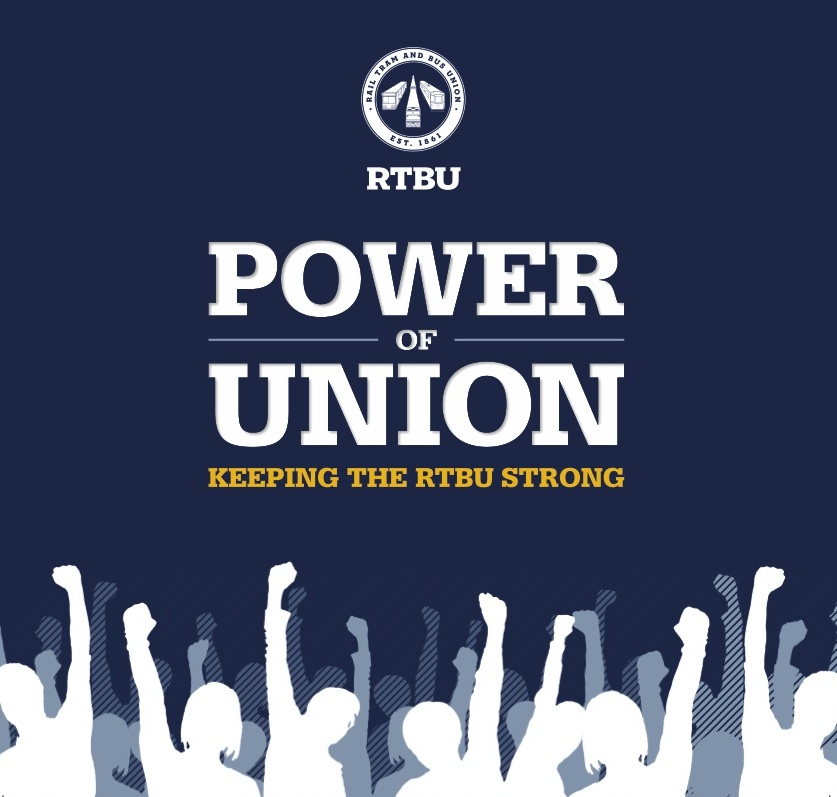 RAIL TRAM AND BUS UNION
EST. 1861
RTBU
POWER
OF
UNION
KEEPING THE RTBU STRONG